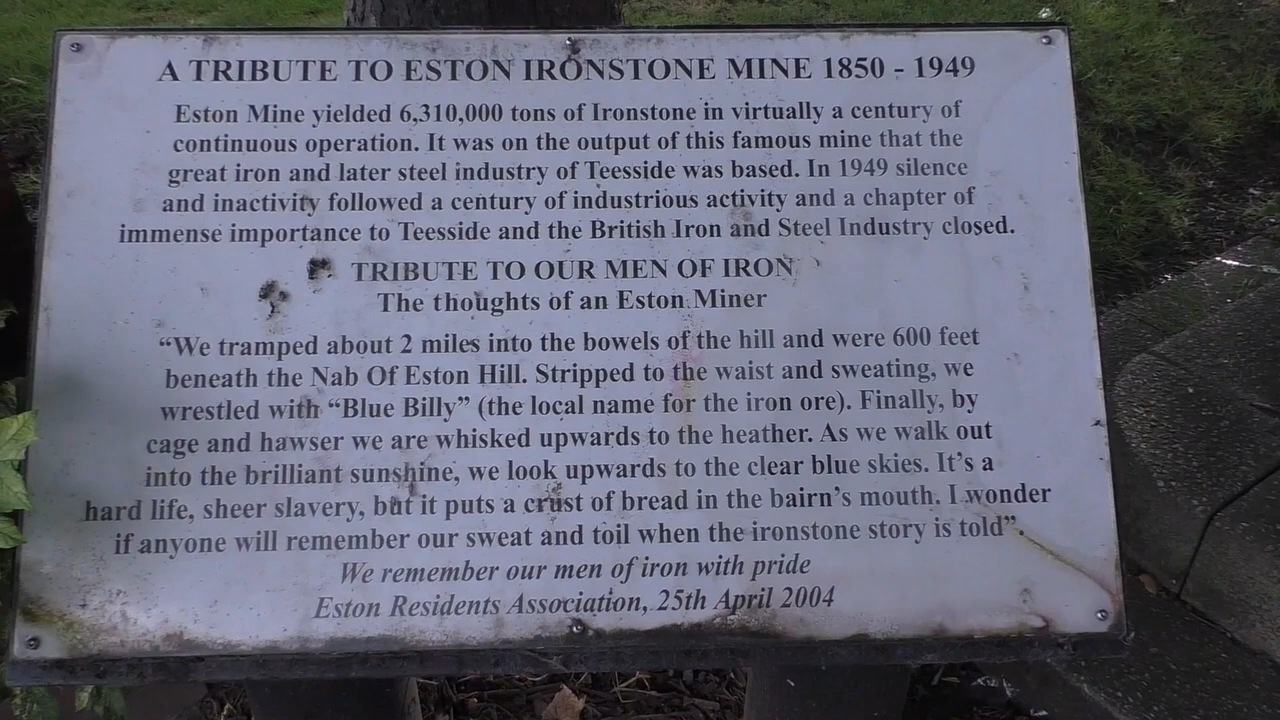 A TRIBUTE TO ESTON IRONSTONE MINE 1850 - 1949
Eston Mine yielded 6,310,000 tons of Ironstone in virtually a century of
continuous operation. It was on the output of this famous mine that the
great iron and later steel industry of Teesside was based. In 1949 silence
and inactivity followed a century of industrious activity and a chapter of
immense importance to Teesside and the British Iron and Steel Industry closed.
TRIBUTE TO OUR MEN OF IRON
The thoughts of an Eston Miner
“We tramped about 2 miles into the bowels of the hill and were 600 feet
beneath the Nab Of Eston Hill. Stripped to the waist and sweating, we
wrestled with “Blue Billy” (the local name for the iron ore). Finally, by
cage and hawser we are whisked upwards to the heather. As we walk out
into the brilliant sunshine, we look upwards to the clear blue skies. It’s a
hard life, sheer slavery, but it puts a crust of bread in the bairn’s mouth. I wonder
if anyone will remember our sweat and toil when the ironstone story is told”.
We remember our men of iron with pride
Eston Residents Association, 25th April 2004